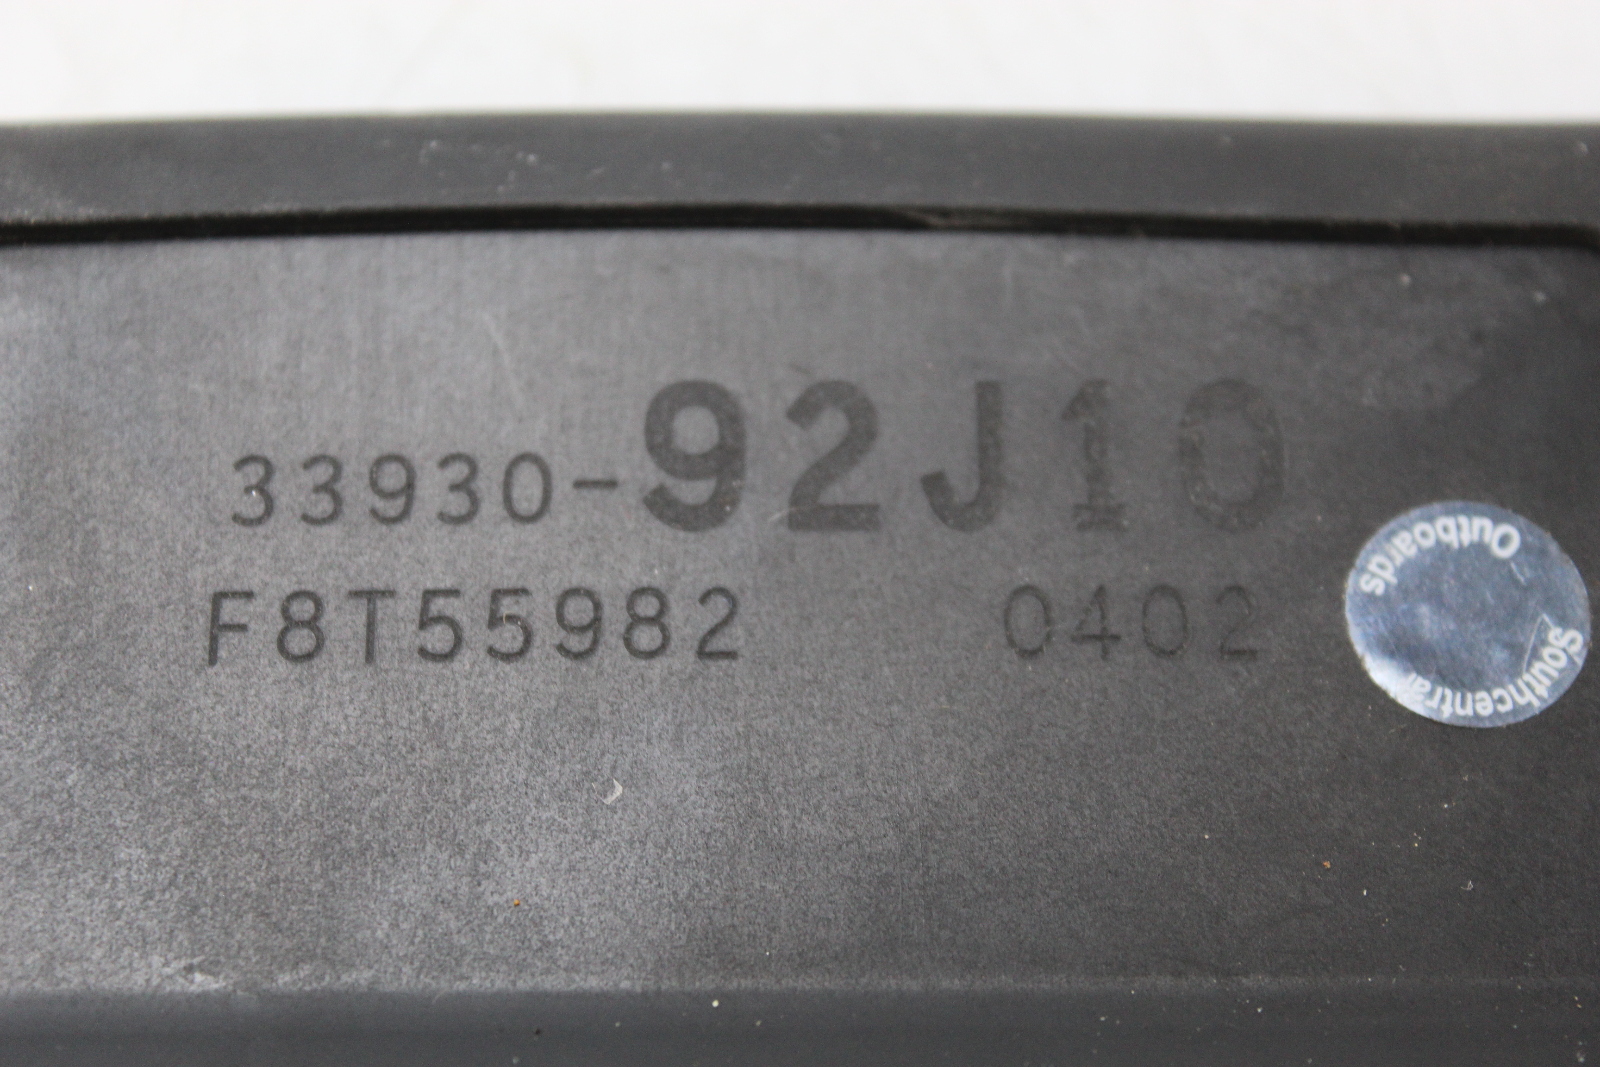 33930-92J10
F8T55982 0402
Southcentral
Outboards